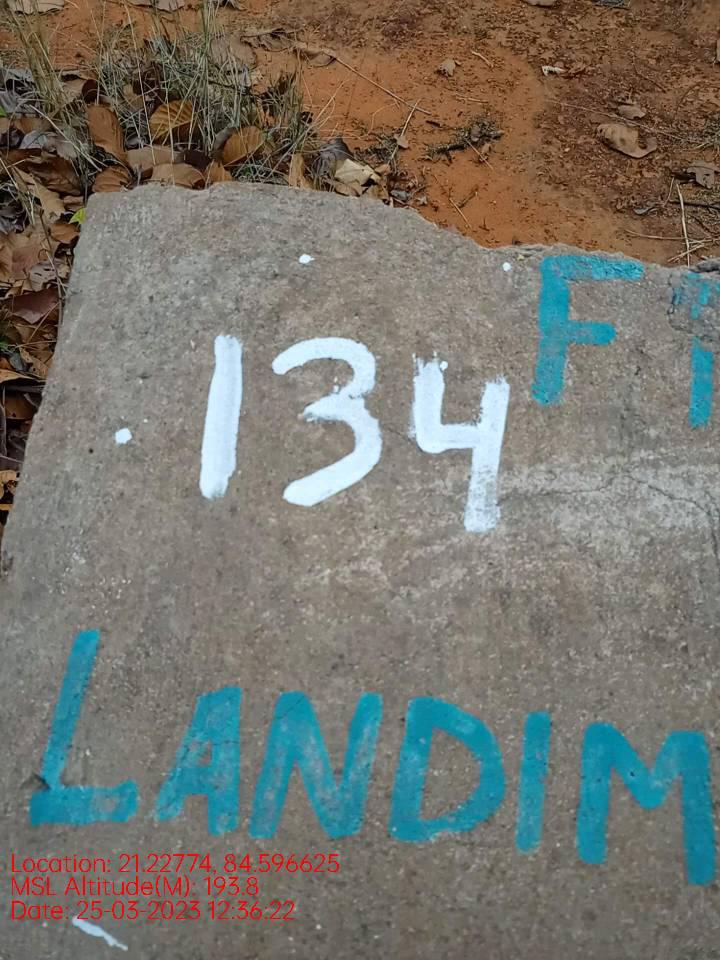 F
134
LANDIM
Location: 21.22774, 84.596625
MSL Altitude(M): 193.8
Date: 25-03-2023 12:36:22